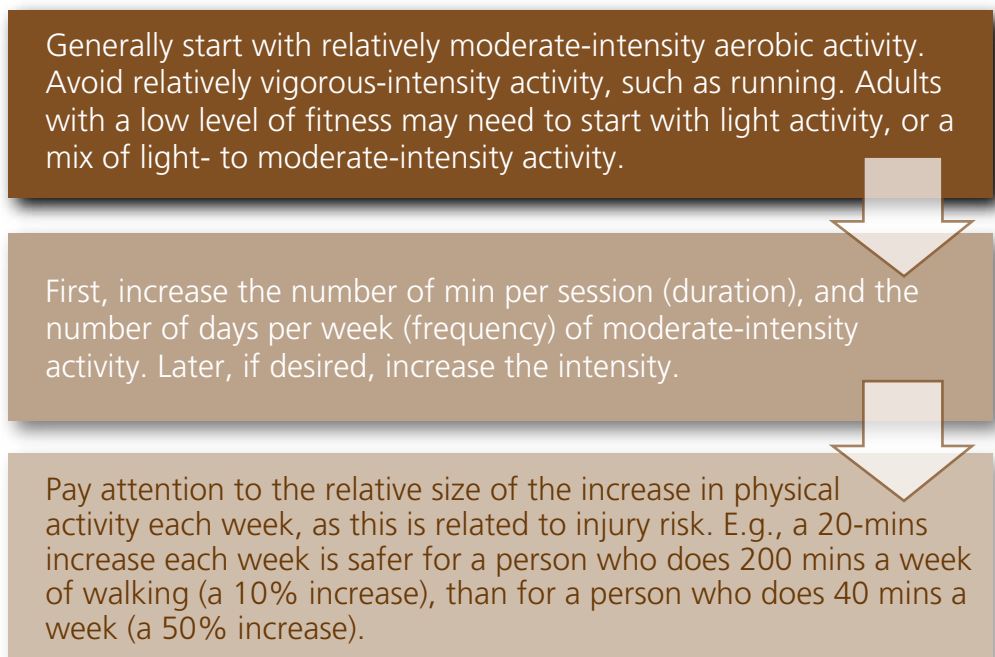 Generally start with relatively moderate-intensity aerobic activity.
Avoid relatively vigorous-intensity activity, such as running. Adults
with a low level of fitness may need to start with light activity, or a
mix of light- to moderate-intensity activity.
First, increase the number of min per session (duration), and the
number of days per week (frequency) of moderate-intensity
activity. Later, if desired, increase the intensity.
Pay attention to the relative size of the increase in physical
activity each week, as this is related to injury risk. E.g., a 20-mins
increase each week is safer for a person who does 200 mins a week
of walking (a 10% increase), than for a person who does 40 mins a
week (a 50% increase).